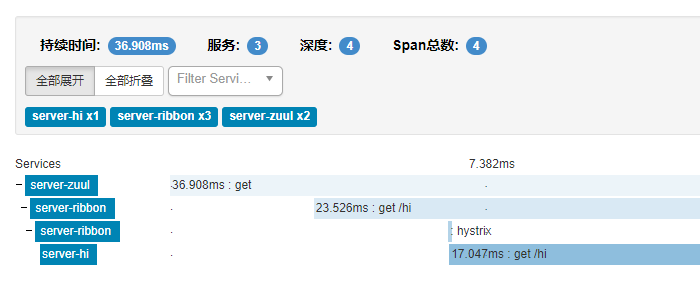 持续时间: 36.908ms 服务: 3 深度: 4 Span总数: 4
全部展开 全部折叠 Filter Servi...
server-hi x1 server-ribbon x3 server-zuul x2
Services 7.382ms
server-zuul 36.908ms : get
server-ribbon 23.526ms : get /hi
server-ribbon : hystrix
server-hi 17.047ms : get /hi